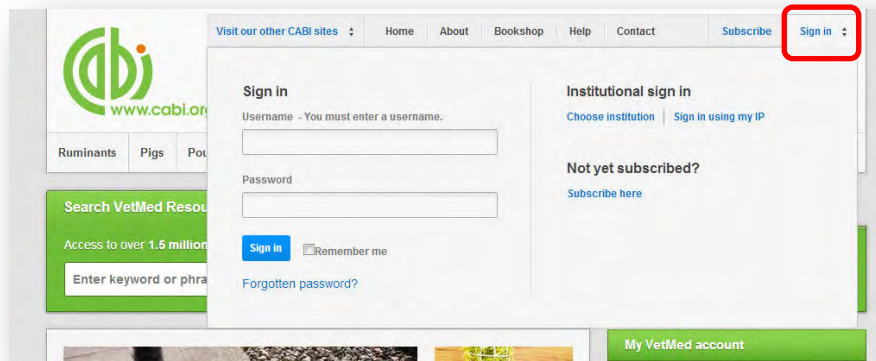 Visit our other CABI sites Home About Bookshop Help Contact Subscribe Sign in
cabi
www.cabi.org
Sign in
Username - You must enter a username.
Password
Sign in Remember me
Forgotten password?
Institutional sign in
Choose institution Sign in using my IP
Not yet subscribed?
Subscribe here
Ruminants Pigs
Search VetMed
Access to over 1.5 million
Enter keyword or
My VetMed account